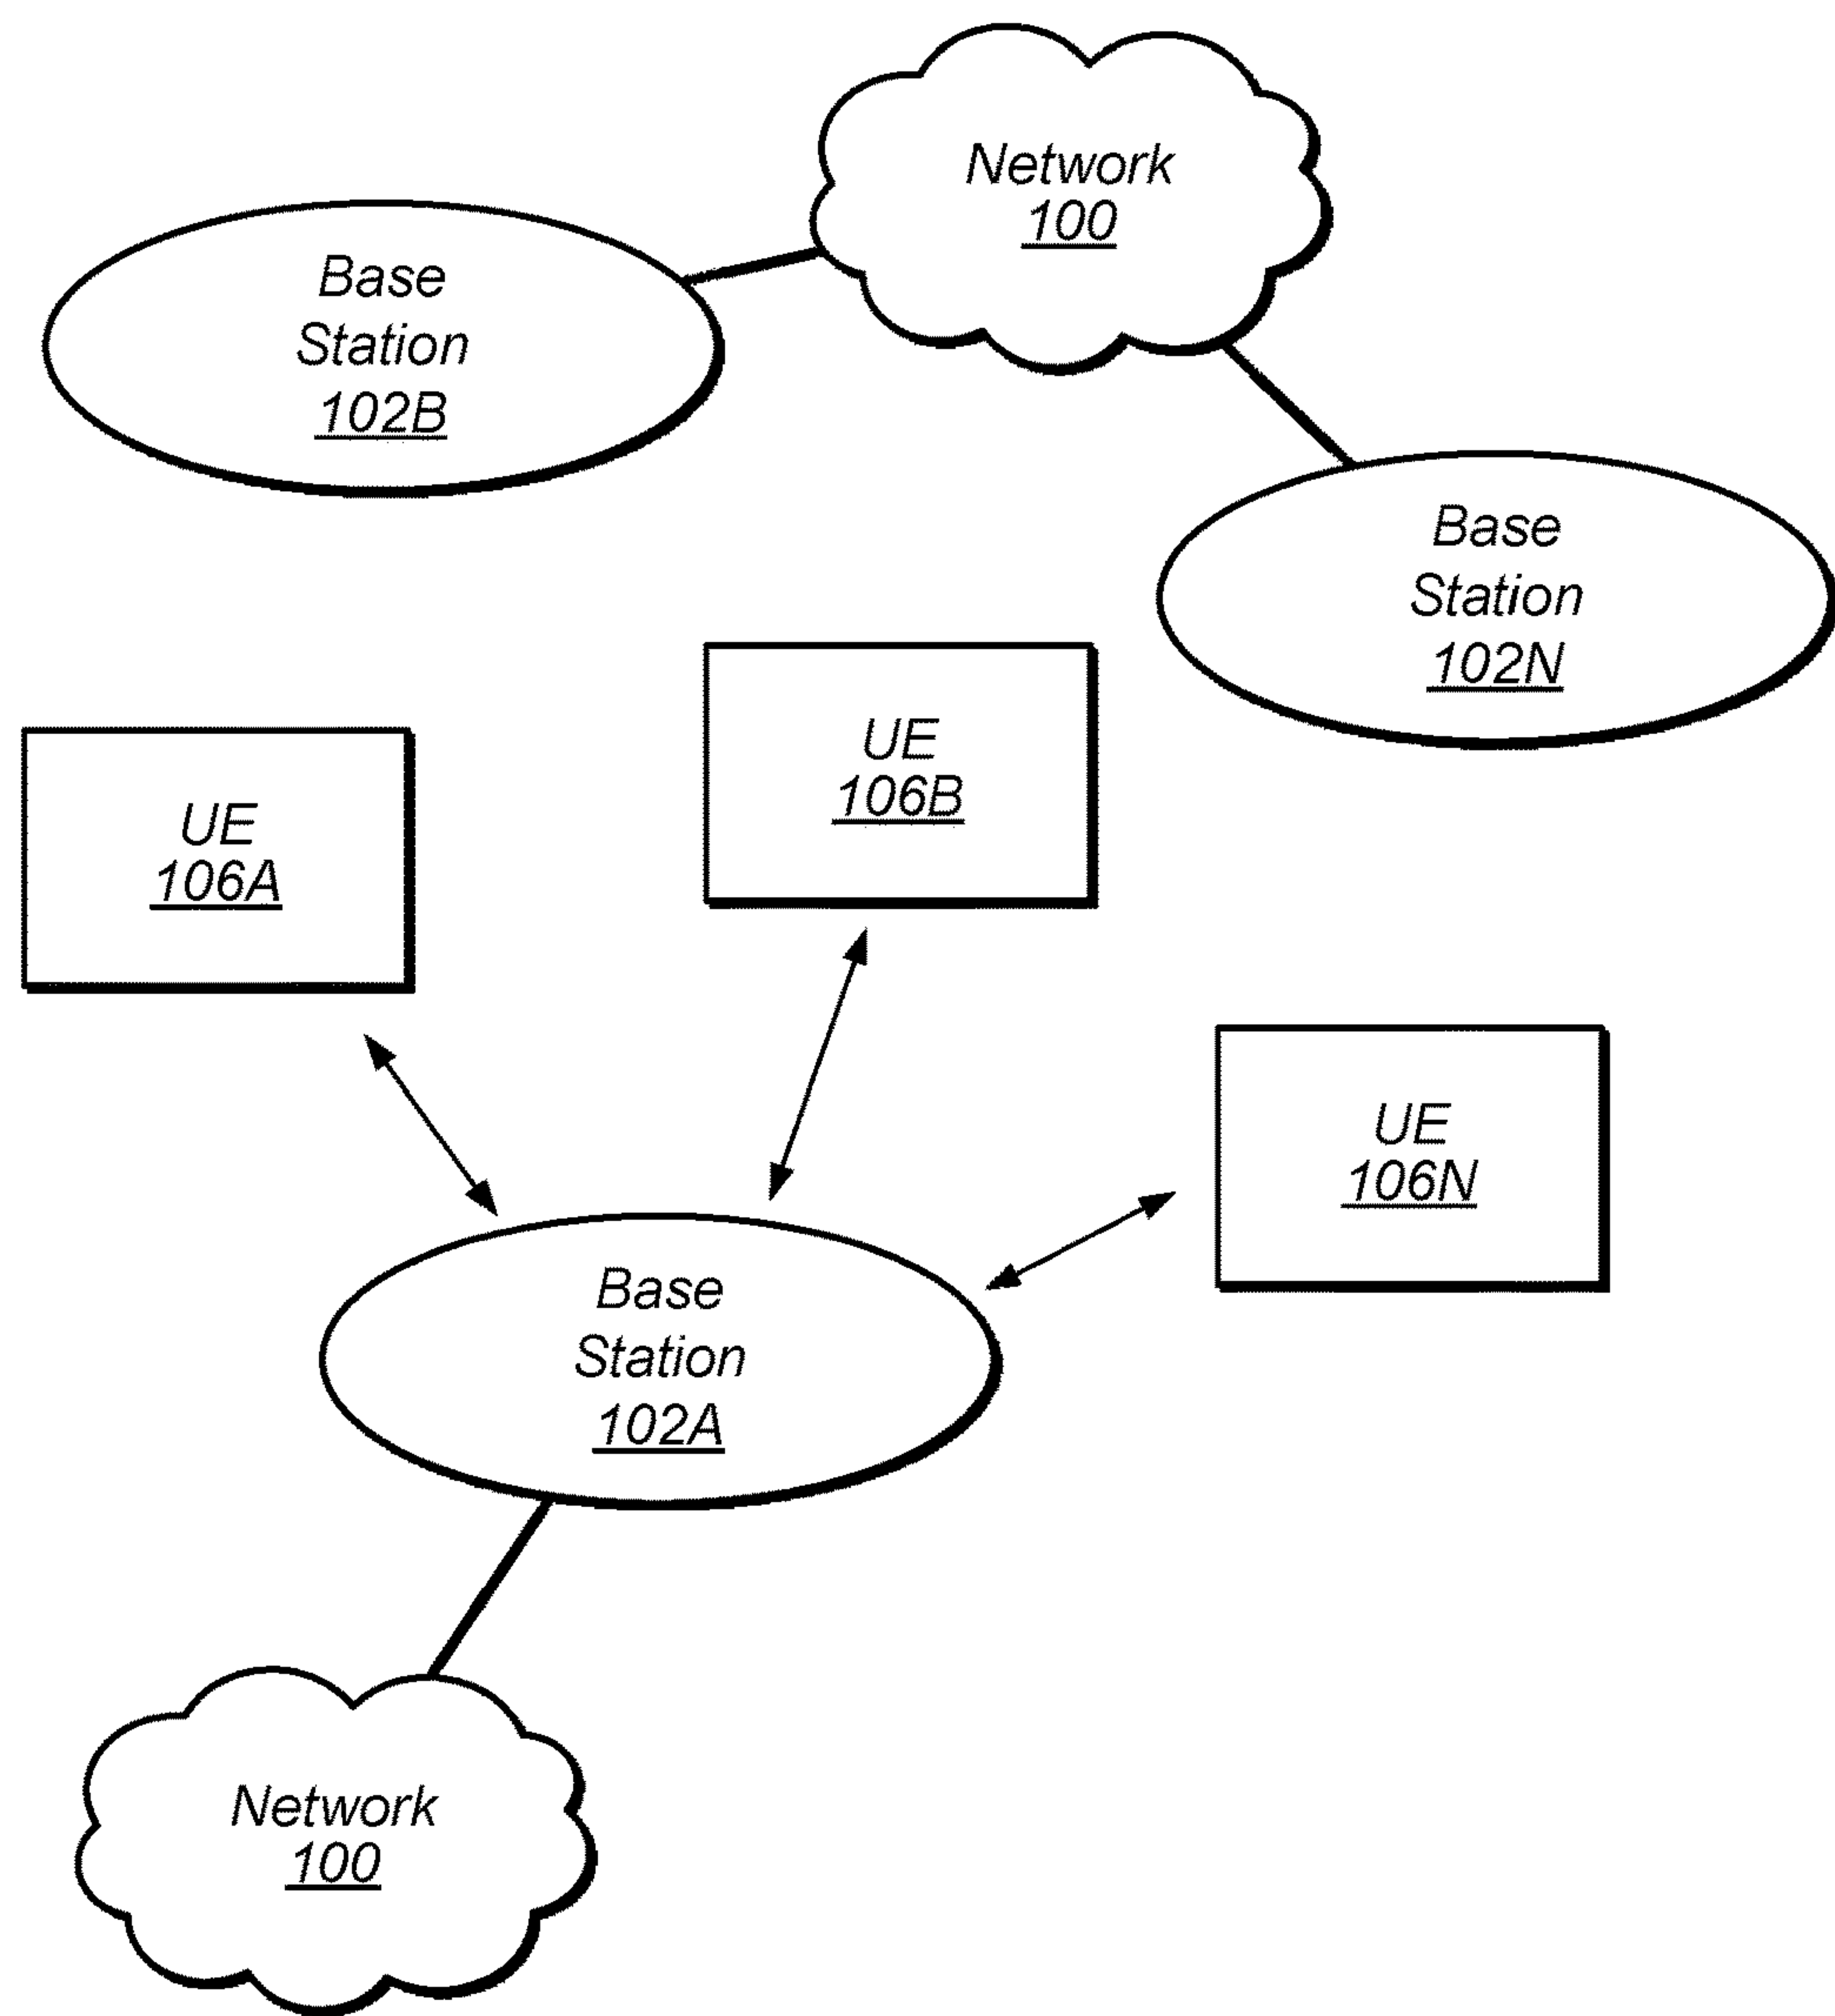 Network
100
Base
Station
102B
Base
Station
102N
UE
106B
UE
106A
UE
106N
Base
Station
102A
Network
100